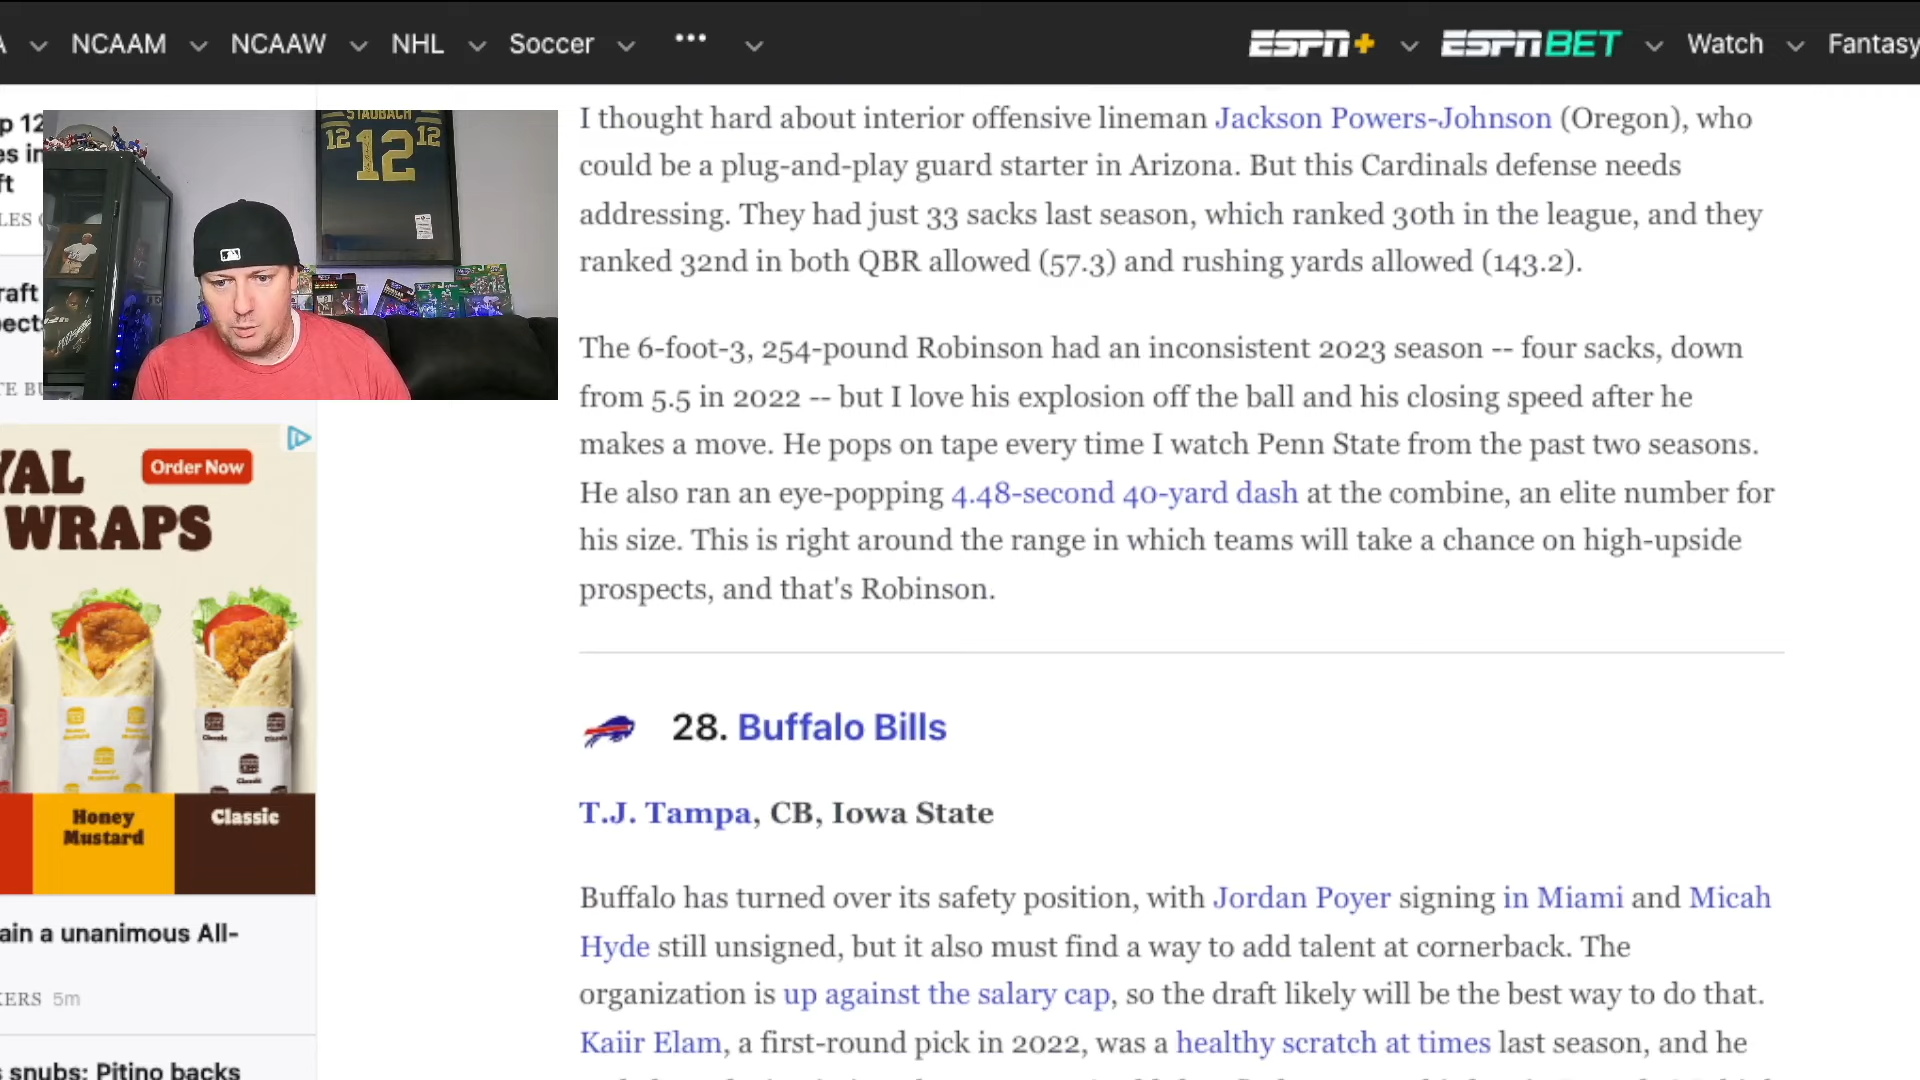 NCAAM
NCAAW
NHL
Soccer
•••
ESPN+
ESPN BET
Watch
Fantasy
I thought hard about interior offensive lineman Jackson Powers-Johnson (Oregon), who
could be a plug-and-play guard starter in Arizona. But this Cardinals defense needs
addressing. They had just 33 sacks last season, which ranked 30th in the league, and they
ranked 32nd in both QBR allowed (57.3) and rushing yards allowed (143.2).
The 6-foot-3, 254-pound Robinson had an inconsistent 2023 season -- four sacks, down
from 5.5 in 2022 -- but I love his explosion off the ball and his closing speed after he
makes a move. He pops on tape every time I watch Penn State from the past two seasons.
He also ran an eye-popping 4.48-second 40-yard dash at the combine, an elite number for
his size. This is right around the range in which teams will take a chance on high-upside
prospects, and that's Robinson.
28. Buffalo Bills
T.J. Tampa, CB, Iowa State
Buffalo has turned over its safety position, with Jordan Poyer signing in Miami and Micah
Hyde still unsigned, but it also must find a way to add talent at cornerback. The
organization is up against the salary cap, so the draft likely will be the best way to do that.
Kaiir Elam, a first-round pick in 2022, was a healthy scratch at times last season, and he
STAUBACH
12 12 12
YAL
WRAPS
Order Now
Honey
Mustard
Classic
ain a unanimous All-
KERS 5m
snubs: Pitino backs